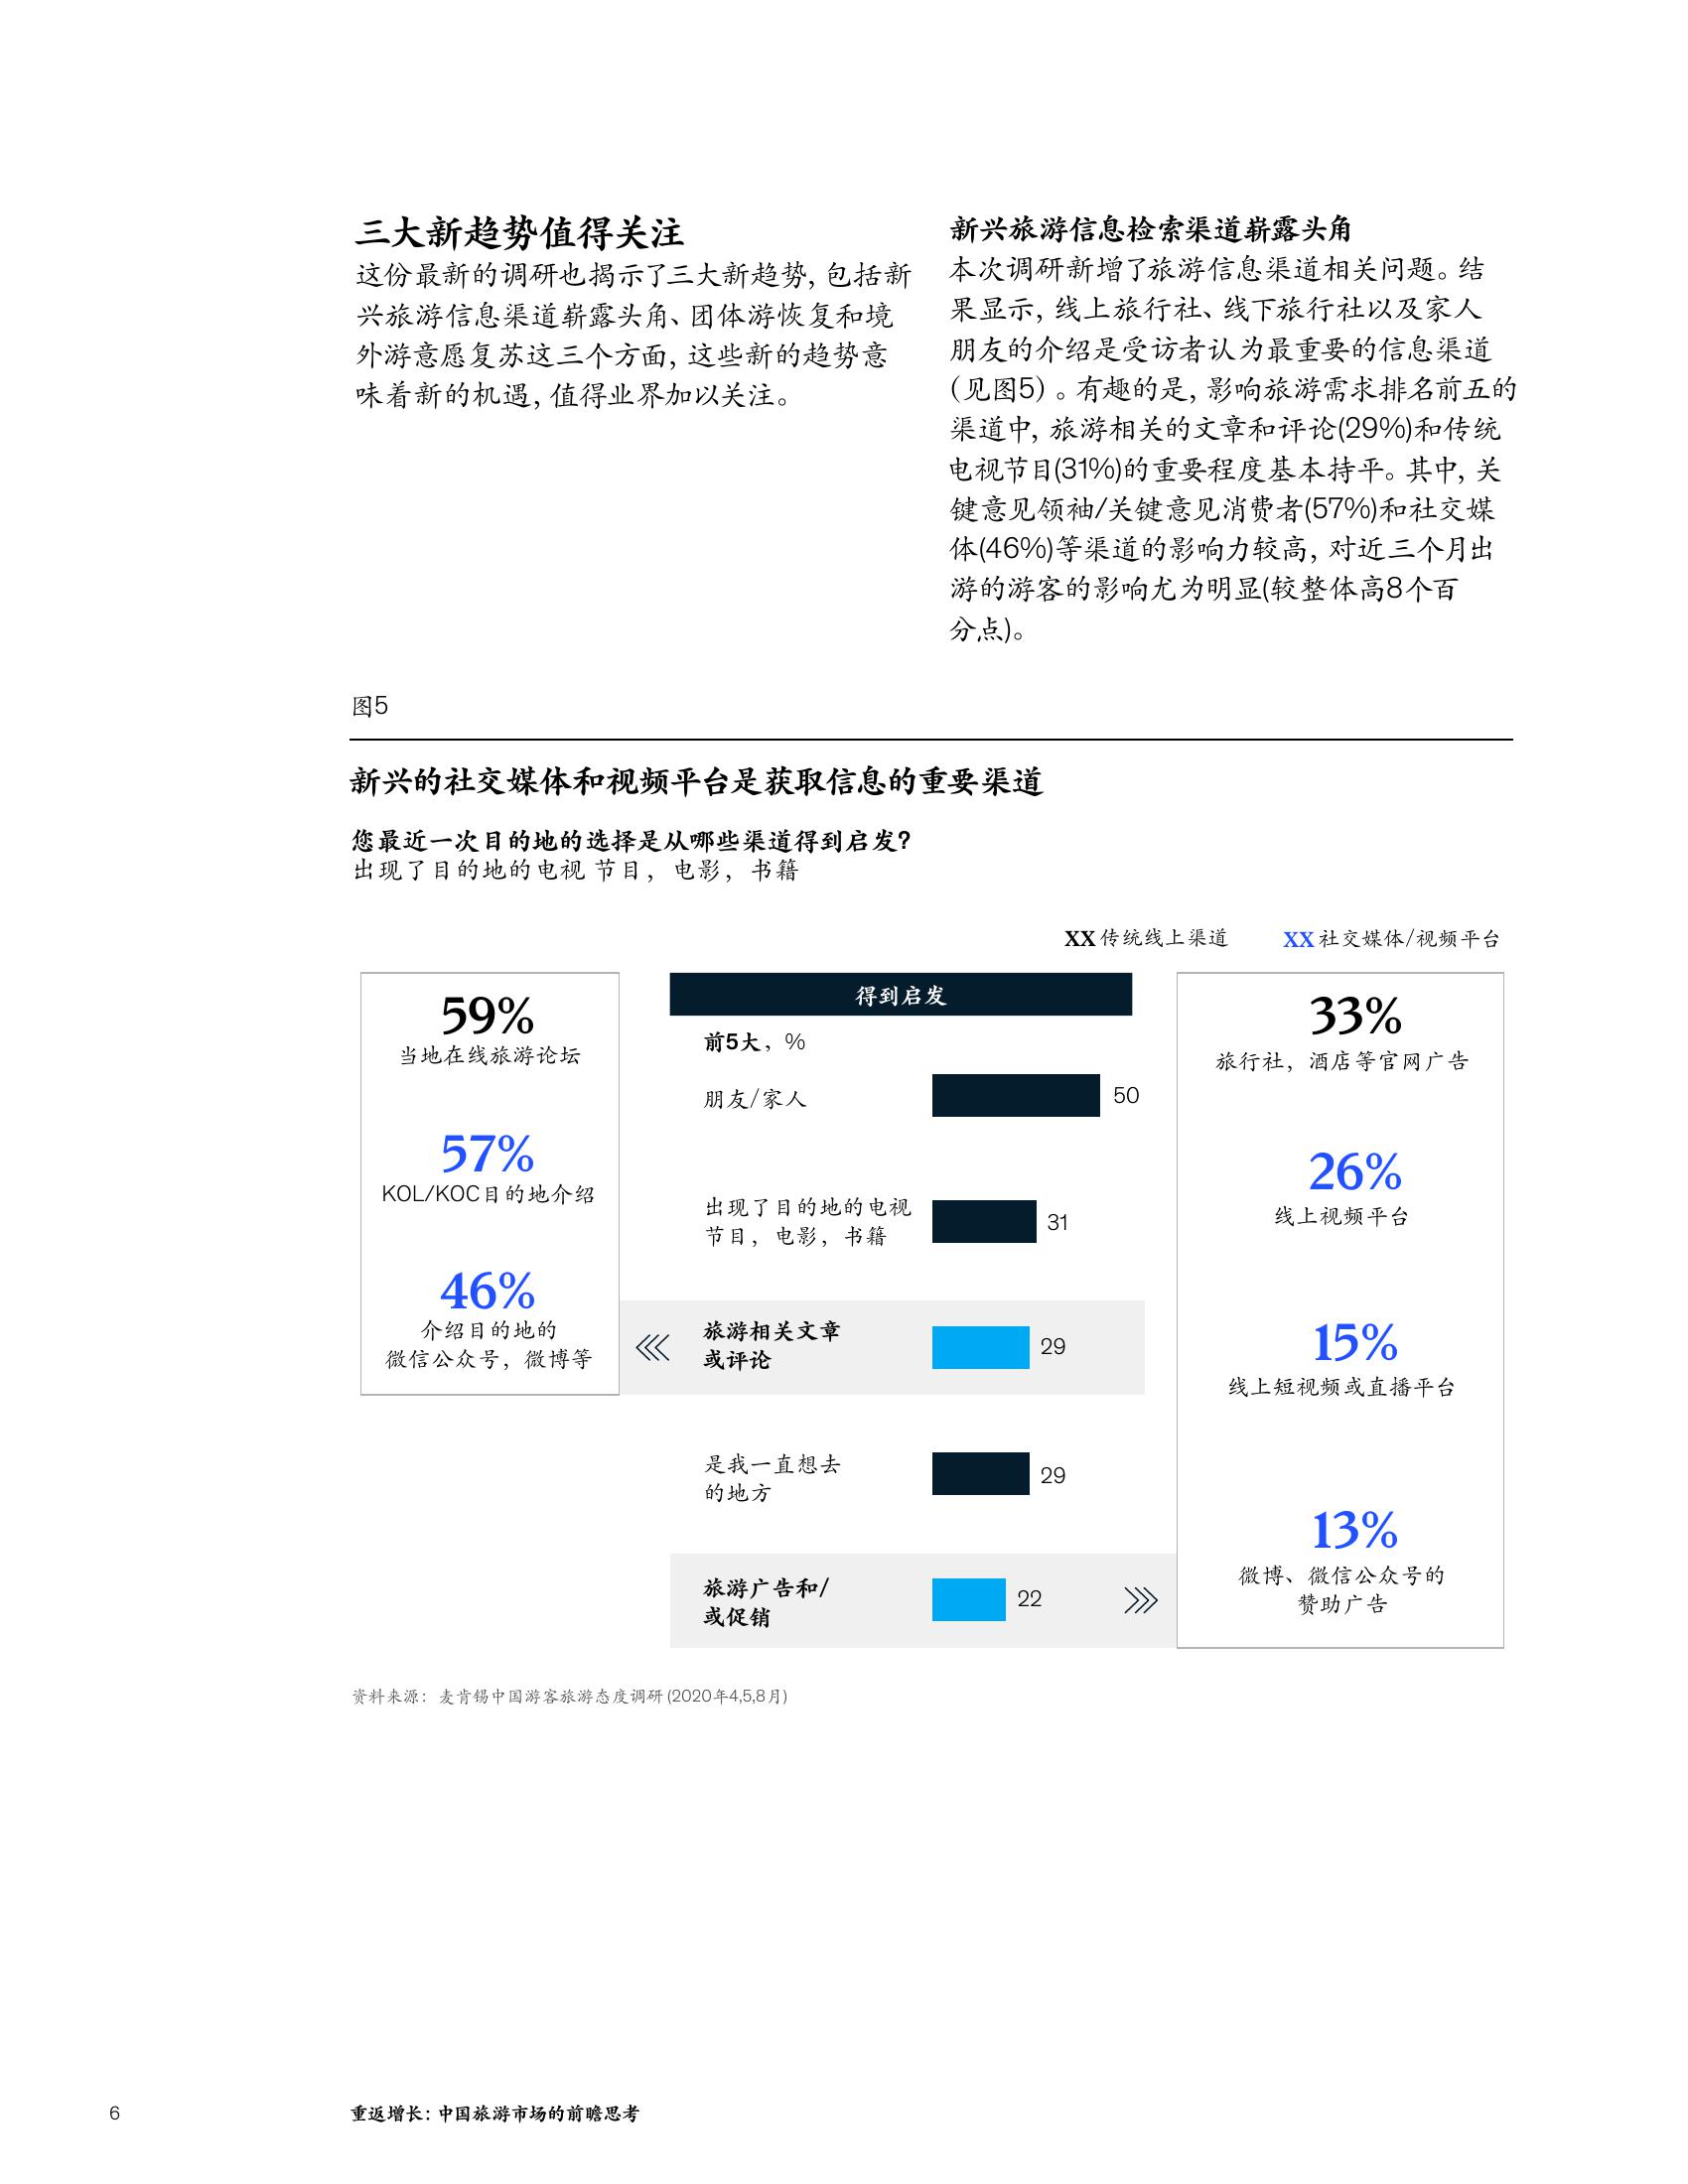 三大新趋势值得关注
这份最新的调研也揭示了三大新趋势，包括新
兴旅游信息渠道崭露头角、团体游恢复和境
外游意愿复苏这三个方面，这些新的趋势意
味着新的机遇，值得业界加以关注。
新兴旅游信息检索渠道崭露头角
本次调研新增了旅游信息渠道相关问题。结
果显示，线上旅行社、线下旅行社以及家人
朋友的介绍是受访者认为最重要的信息渠道
（见图5）。有趣的是，影响旅游需求排名前五的
渠道中，旅游相关的文章和评论(29%)和传统
电视节目(31%)的重要程度基本持平。其中，关
键意见领袖/关键意见消费者(57%)和社交媒
体(46%)等渠道的影响力较高，对近三个月出
游的游客的影响尤为明显(较整体高8个百
分点)。
图5
新兴的社交媒体和视频平台是获取信息的重要渠道
您最近一次目的地的选择是从哪些渠道得到启发?
出现了目的地的电视 节目，电影，书籍
XX 传统线上渠道
XX 社交媒体/视频平台
59%
当地在线旅游论坛
57%
KOL/KOC目的地介绍
46%
介绍目的地的
微信公众号，微博等
得到启发
前5大，%
朋友/家人
50
出现了目的地的电视
节目，电影，书籍
31
旅游相关文章
或评论
29
是我一直想去
的地方
29
旅游广告和/
或促销
22
33%
旅行社，酒店等官网广告
26%
线上视频平台
15%
线上短视频或直播平台
13%
微博、微信公众号的
赞助广告
资料来源：麦肯锡中国游客旅游态度调研 (2020年4,5,8月)
6
重返增长：中国旅游市场的前瞻思考